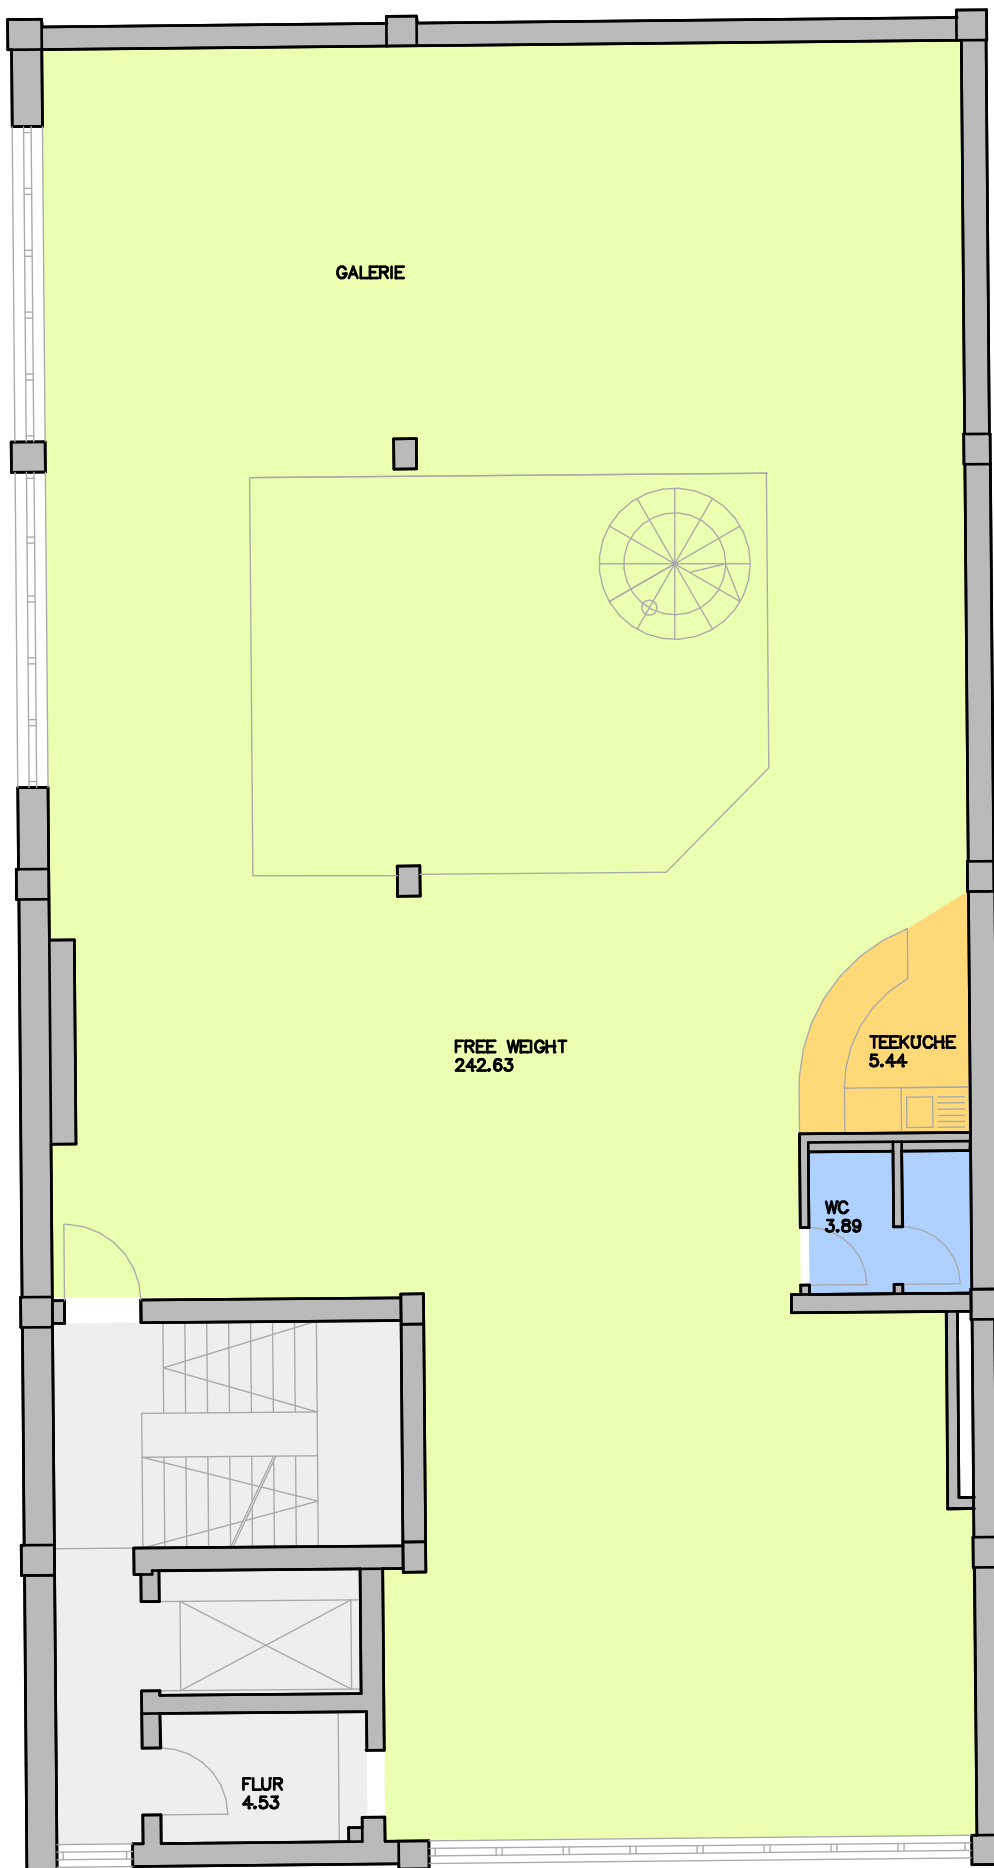 GALERIE
FREE WEIGHT
242.63
TEEKÜCHE
5.44
WC
3.89
FLUR
4.53